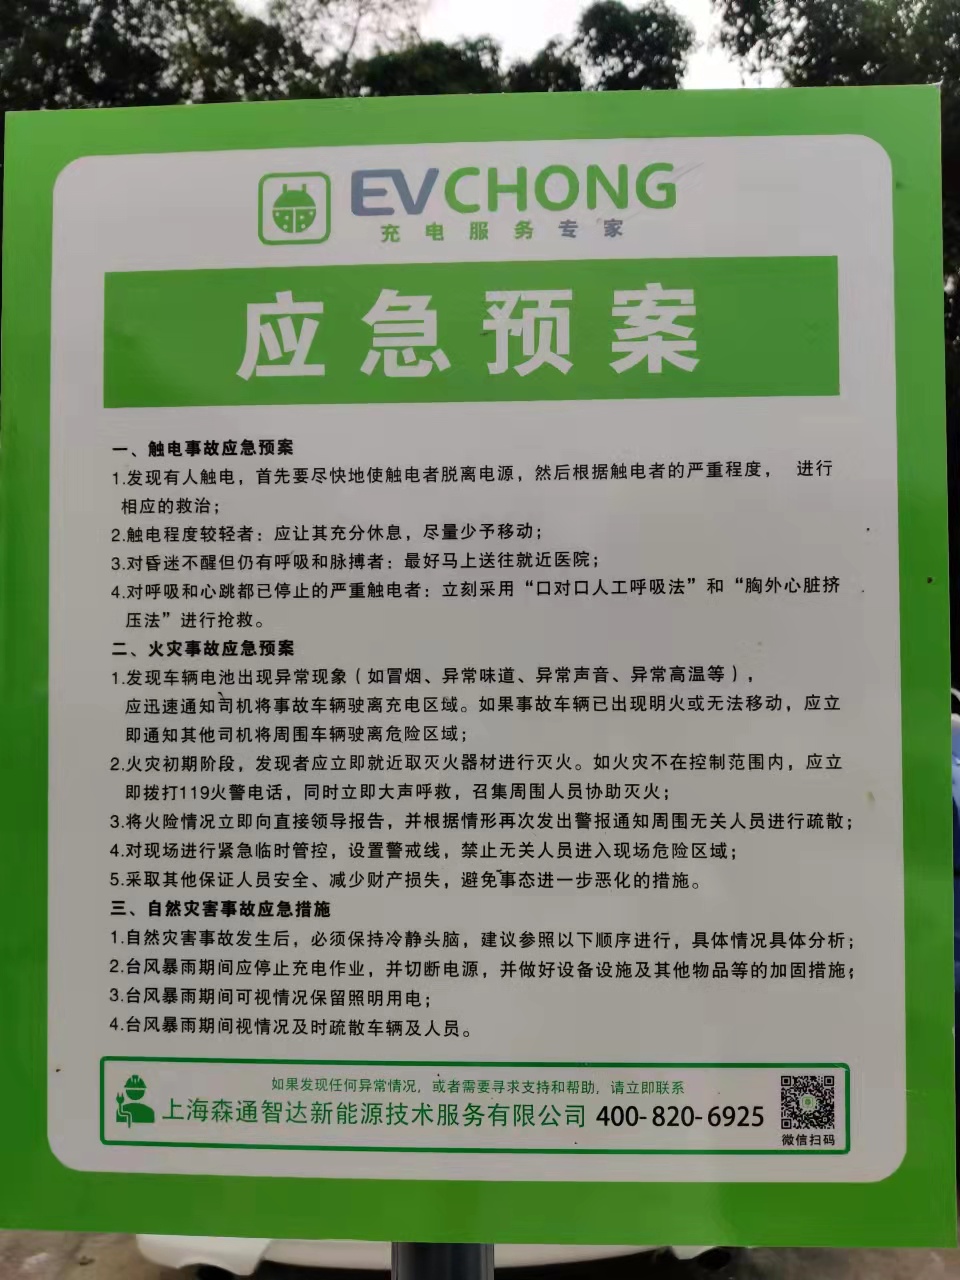 EVCHONG
充电服务专家
应急预案
一、触电事故应急预案
1.发现有人触电，首先要尽快地使触电者脱离电源，然后根据触电者的严重程度， 进行
相应的救治；
2.触电程度较轻者：应让其充分休息，尽量少予移动；
3.对昏迷不醒但仍有呼吸和脉搏者：最好马上送往就近医院；
4.对呼吸和心跳都已停止的严重触电者：立刻采用“口对口人工呼吸法”和“胸外心脏挤
压法”进行抢救。
二、火灾事故应急预案
1.发现车辆电池出现异常现象（如冒烟、异常味道、异常声音、异常高温等），
应迅速通知司机将事故车辆驶离充电区域。如果事故车辆已出现明火或无法移动，应立
即通知其他司机将周围车辆驶离危险区域；
2.火灾初期阶段，发现者应立即就近取灭火器材进行灭火。如火灾不在控制范围内，应立
即拨打119火警电话，同时立即大声呼救，召集周围人员协助灭火；
3.将火险情况立即向直接领导报告，并根据情形再次发出警报通知周围无关人员进行疏散；
4.对现场进行紧急临时管控，设置警戒线，禁止无关人员进入现场危险区域；
5.采取其他保证人员安全、减少财产损失，避免事态进一步恶化的措施。
三、自然灾害事故应急措施
1.自然灾害事故发生后，必须保持冷静头脑，建议参照以下顺序进行，具体情况具体分析；
2.台风暴雨期间应停止充电作业，并切断电源，并做好设备设施及其他物品等的加固措施；
3.台风暴雨期间可视情况保留照明用电；
4.台风暴雨期间视情况及时疏散车辆及人员。
如果发现任何异常情况，或者需要寻求支持和帮助，请立即联系
上海森通智达新能源技术服务有限公司 400-820-6925
微信扫码